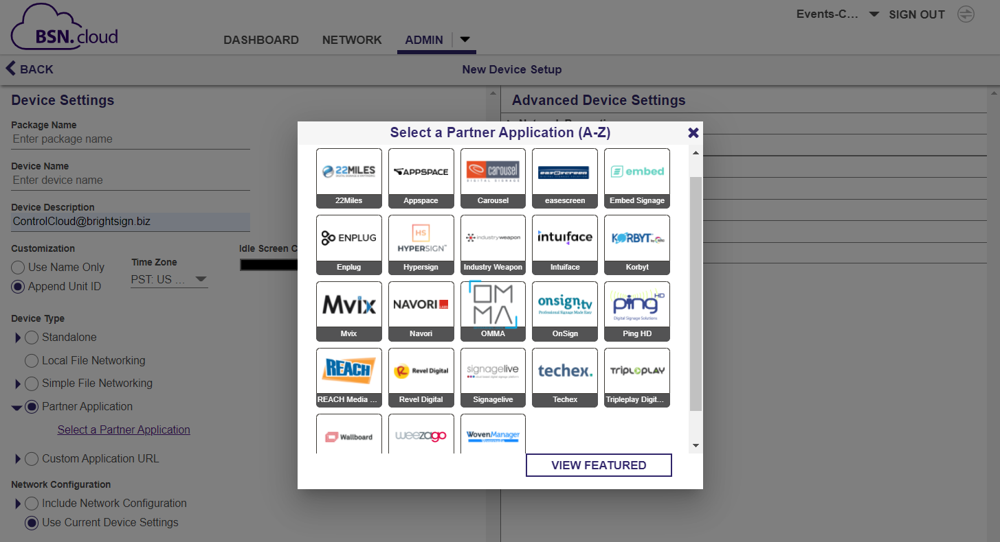 BSN.cloud
DASHBOARD
NETWORK
ADMIN
Events-C...
SIGN OUT
BACK
New Device Setup
Device Settings
Package Name
Enter package name
Device Name
Enter device name
Device Description
ControlCloud@brightsign.biz
Customization
Use Name Only
Append Unit ID
Time Zone
PST: US ...
Idle Screen C
Device Type
Standalone
Local File Networking
Simple File Networking
Partner Application
Select a Partner Application
Custom Application URL
Network Configuration
Include Network Configuration
Use Current Device Settings
Advanced Device Settings
Select a Partner Application (A-Z)
22MILES
22Miles
APPSPACE
Appspace
carousel
DIGITAL SIGNAGE
Carousel
easescreen
easescreen
embed
Embed Signage
ENPLUG
Enplug
HS
HYPERSIGN
Hypersign
industryweapon
Industry Weapon
intuiface
Intuiface
KORBYT
Korbyt
Mvix
Mvix
NAVORI
Navori
OMMA
OMMA
onsign.tv
Professional Signage Made Easy
OnSign
ping HD
Digital Signage Solutions
Ping HD
REACH
REACH Media ...
R
Revel Digital
Revel Digital
signagelive
Signagelive
techex.
Techex
TRIPLEPLAY
Tripleplay Digit...
Wallboard
weezago
WovenManager
VIEW FEATURED